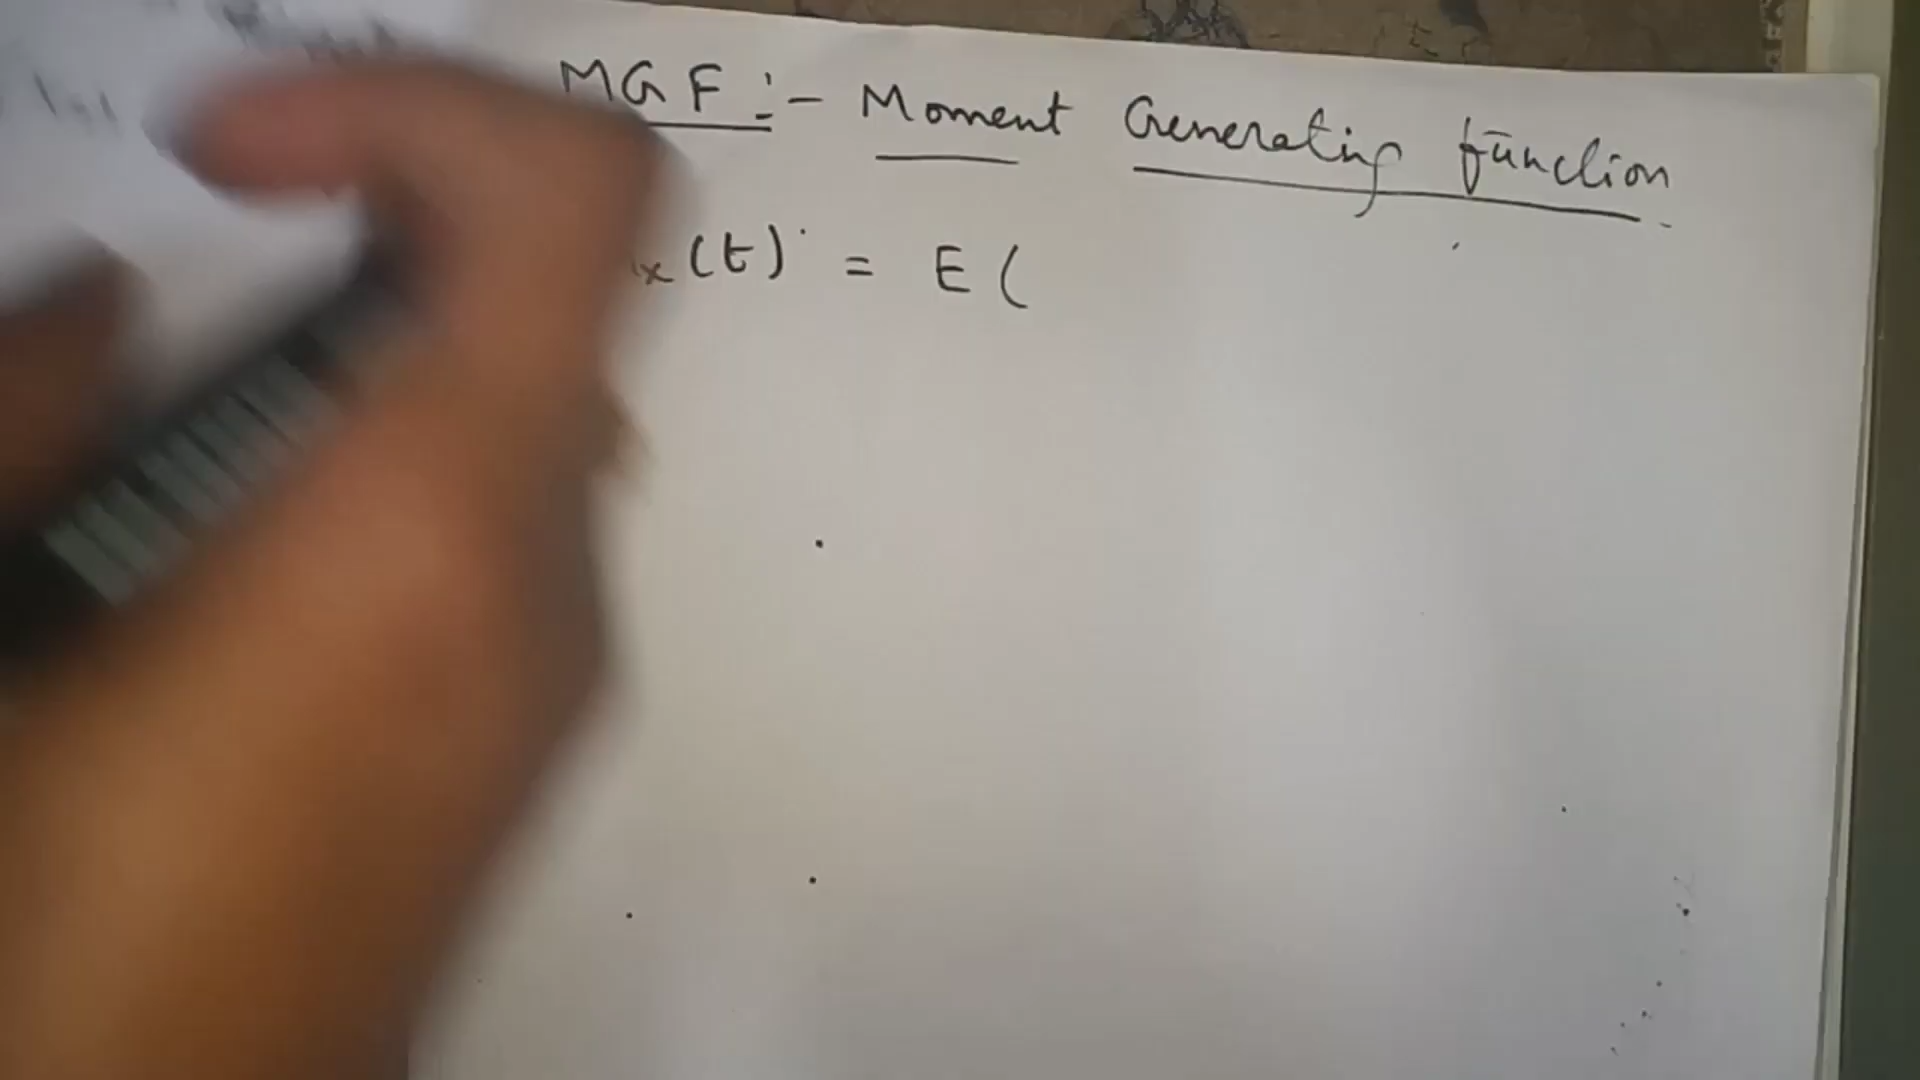 MGF :- Moment Generating function
x(t) = E (